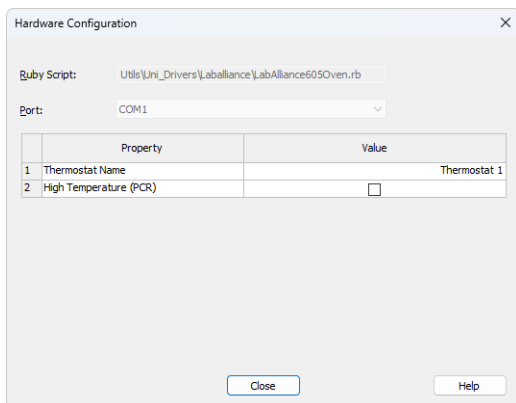 Hardware Configuration
Ruby Script: Utils\Uni_Drivers\Laballiance\LabAlliance605Oven.rb
Port: COM1
Property Value
1 Thermostat Name Thermostat 1
2 High Temperature (PCR)
Close Help